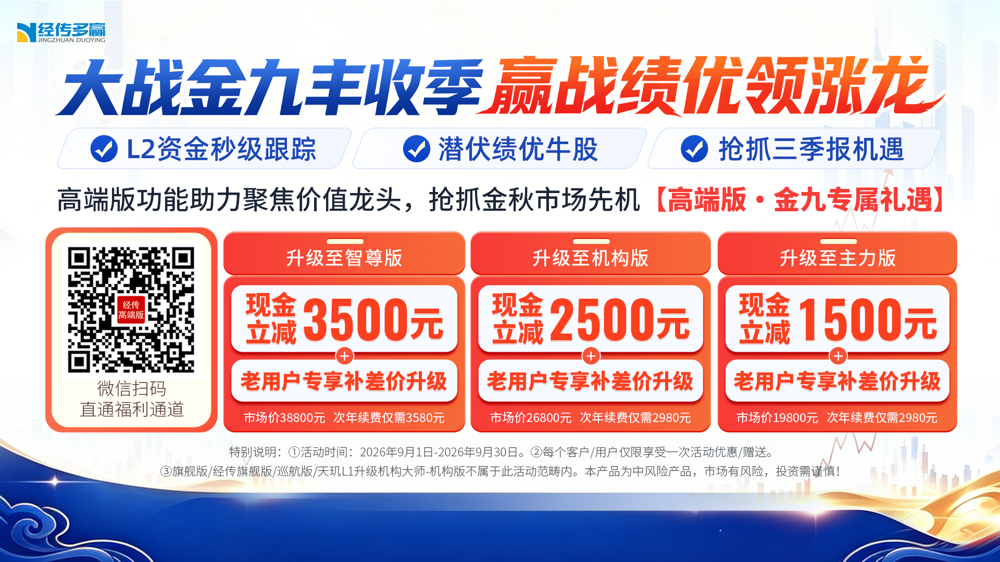 经传多赢
JINGZHUAN DUOYING
大战金九丰收季 赢战绩优领涨龙
L2资金秒级跟踪
潜伏绩优牛股
抢抓三季报机遇
高端版功能助力聚焦价值龙头，抢抓金秋市场先机【高端版·金九专属礼遇】
经传
高端版
微信扫码
直通福利通道
升级至智尊版
现金立减3500元
+
老用户专享补差价升级
市场价38800元 次年续费仅需3580元
升级至机构版
现金立减2500元
+
老用户专享补差价升级
市场价26800元 次年续费仅需2980元
升级至主力版
现金立减1500元
+
老用户专享补差价升级
市场价19800元 次年续费仅需2980元
特别说明：①活动时间：2026年9月1日-2026年9月30日。②每个客户/用户仅限享受一次活动优惠/赠送。
③旗舰版/经传旗舰版/巡航版/天玑L1升级机构大师-机构版不属于此活动范畴内。本产品为中风险产品，市场有风险，投资需谨慎！